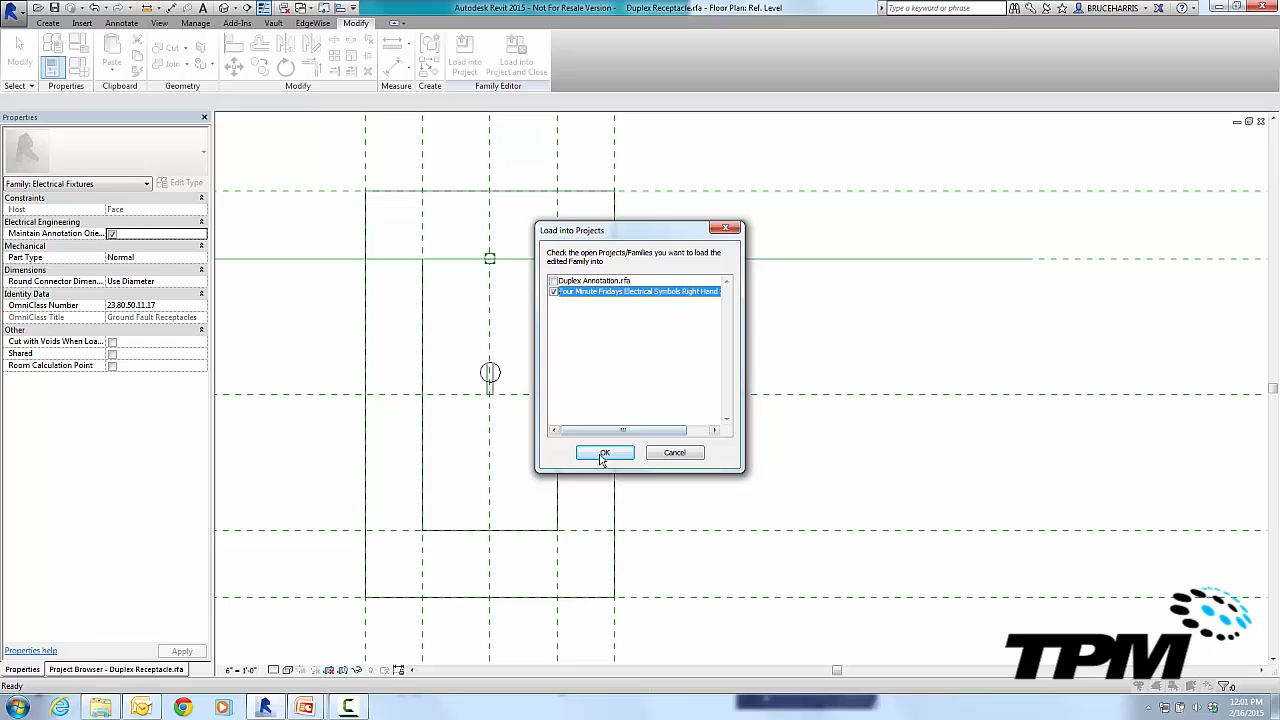 Autodesk Revit 2015 - Not For Resale Version - Duplex Receptacle.rfa - Floor Plan: Ref. Level
Type a keyword or phrase
BRUCEHARRIS
Create Insert Annotate View Manage Add-Ins Vault EdgeWise Modify
Modify
Paste
Cut
Join
Load into Project
Load into Project and Close
Select Properties Clipboard Geometry Modify Measure Create Family Editor
Properties
Family: Electrical Fixtures
Edit Type
Constraints
Host Face
Electrical Engineering
Maintain Annotation Orie...
Mechanical
Part Type Normal
Dimensions
Round Connector Dimen... Use Diameter
Identity Data
OmniClass Number 23.80.50.11.17
OmniClass Title Ground Fault Receptacles
Other
Cut with Voids When Loa...
Shared
Room Calculation Point
Properties help
Apply
Properties Project Browser - Duplex Receptacle.rfa
Ready
Load into Projects
Check the open Projects/Families you want to load the
edited Family into
Duplex Annotation.rfa
Four Minute Fridays Electrical Symbols Right Hand
OK
Cancel
6" = 1'-0"
TPM
:0
12:01 PM
2/16/2015